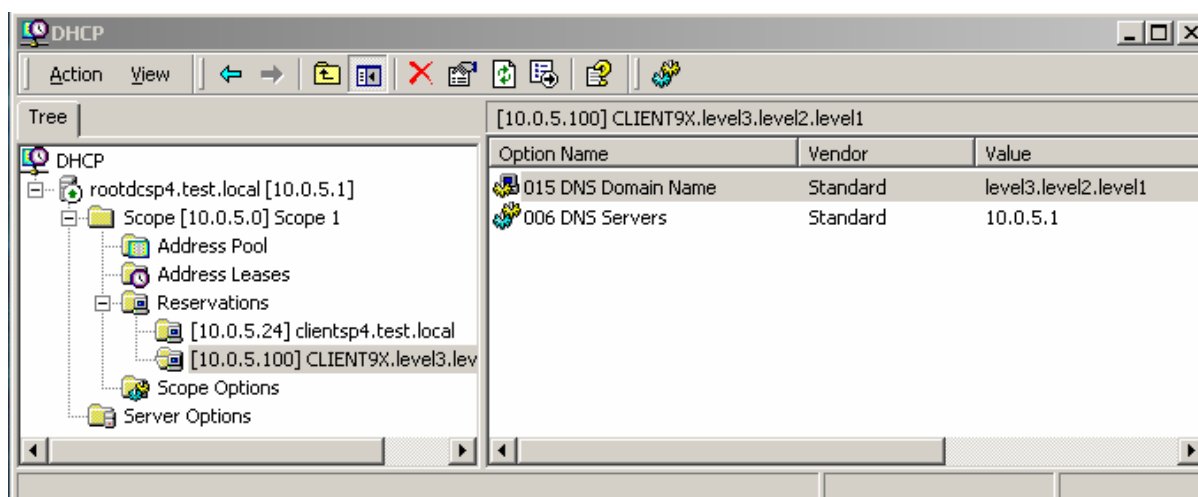 DHCP
Action View
Tree
[10.0.5.100] CLIENT9X.level3.level2.level1
DHCP
rootdcsp4.test.local [10.0.5.1]
Scope [10.0.5.0] Scope 1
Address Pool
Address Leases
Reservations
[10.0.5.24] clientsp4.test.local
[10.0.5.100] CLIENT9X.level3.lev
Scope Options
Server Options
Option Name Vendor Value
015 DNS Domain Name Standard level3.level2.level1
006 DNS Servers Standard 10.0.5.1